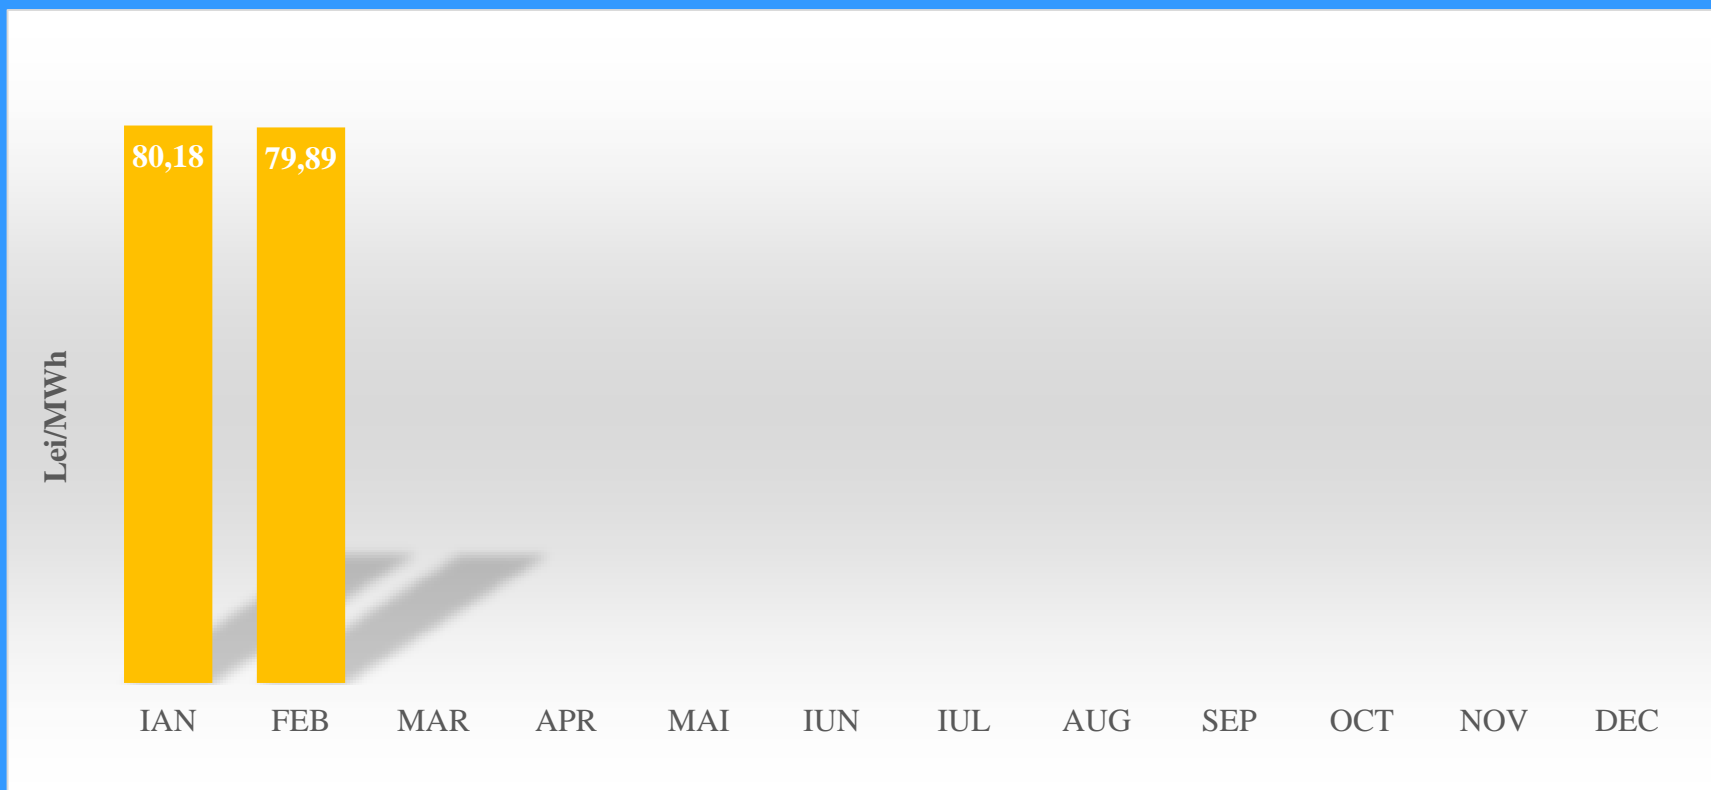 80,18
79,89
Lei/MWh
IAN FEB MAR APR MAI IUN IUL AUG SEP OCT NOV DEC